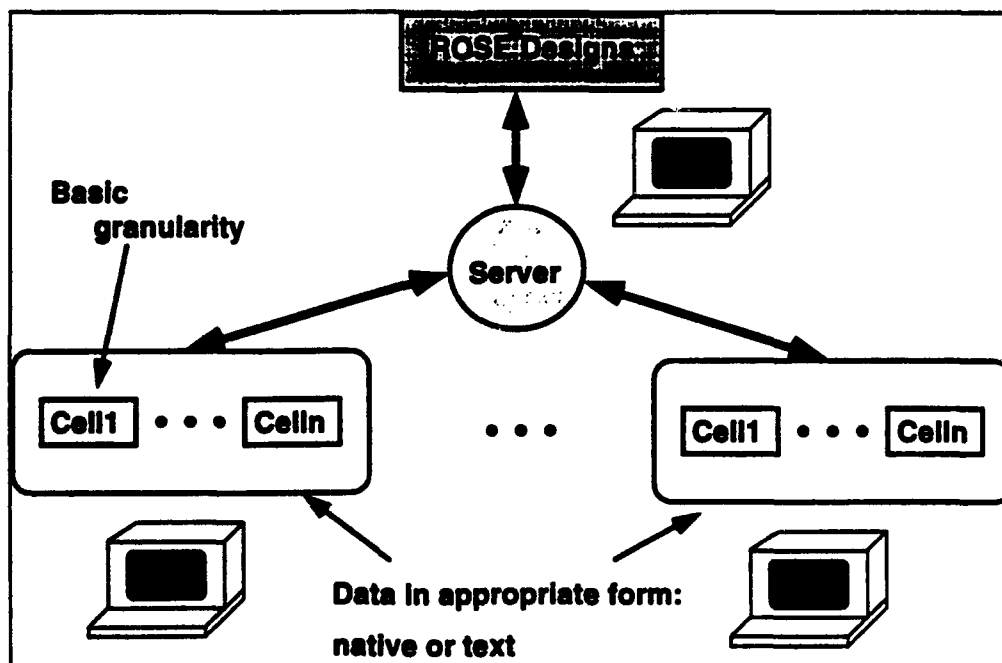 ROSE Designs
Basic
granularity
Server
Cell1 • • • Celln
• • •
Cell1 • • • Celln
Data in appropriate form:
native or text